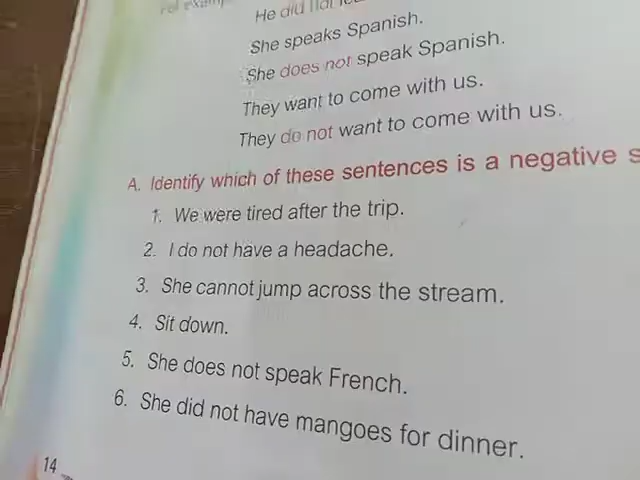 He did not
She speaks Spanish.
She does not speak Spanish.
They want to come with us.
They do not want to come with us.
A. Identify which of these sentences is a negative
1. We were tired after the trip.
2. I do not have a headache.
3. She cannot jump across the stream.
4. Sit down.
5. She does not speak French.
6. She did not have mangoes for dinner.
14